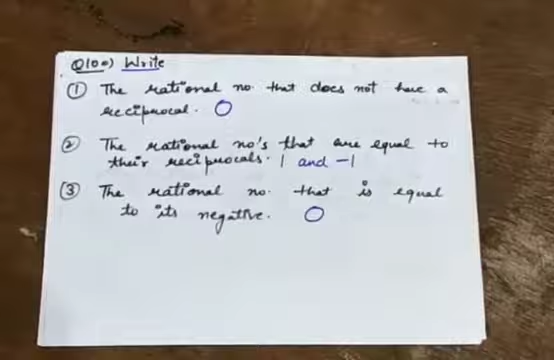 Q10.) Write
① The rational no. that does not have a
reciprocal. 0
② The rational no's that are equal to
their reciprocals. 1 and -1
③ The rational no. that is equal
to its negative. 0